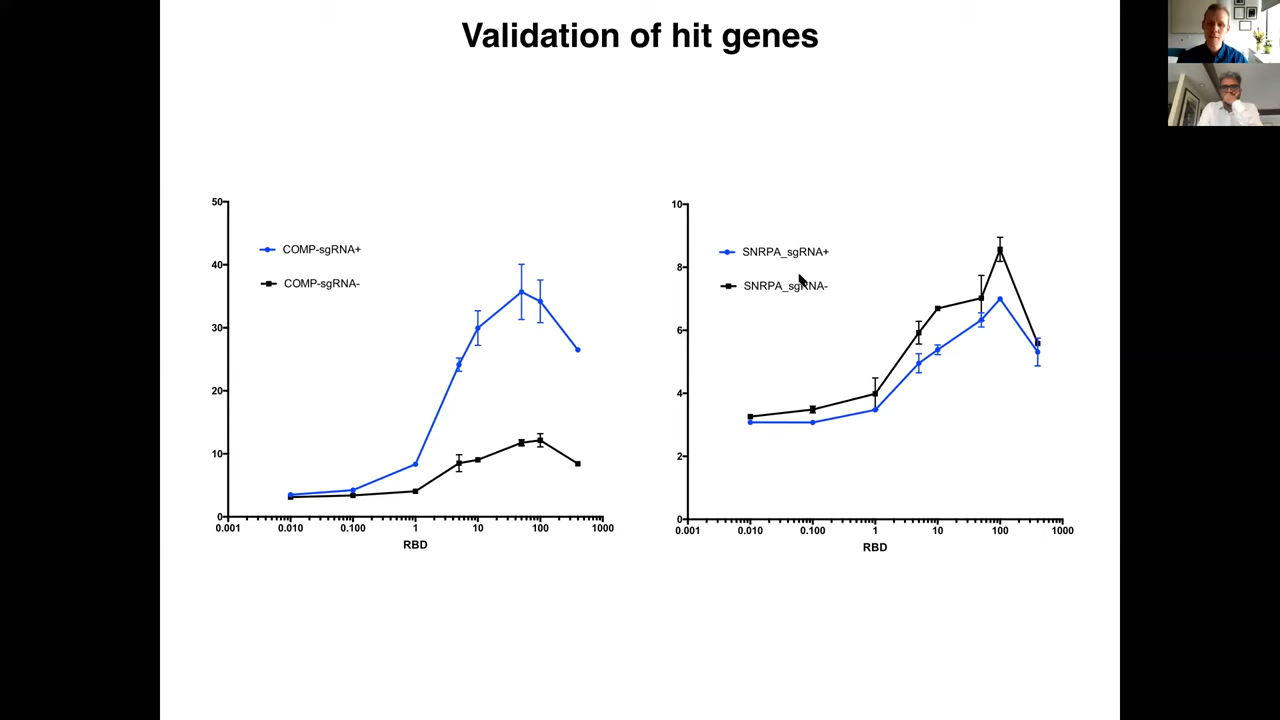 Validation of hit genes
50
40
30
20
10
0
COMP-sgRNA+
COMP-sgRNA-
0.001 0.010 0.100 1 10 100 1000
RBD
10
8
6
4
2
0
SNRPA_sgRNA+
SNRPA_sgRNA-
0.001 0.010 0.100 1 10 100 1000
RBD